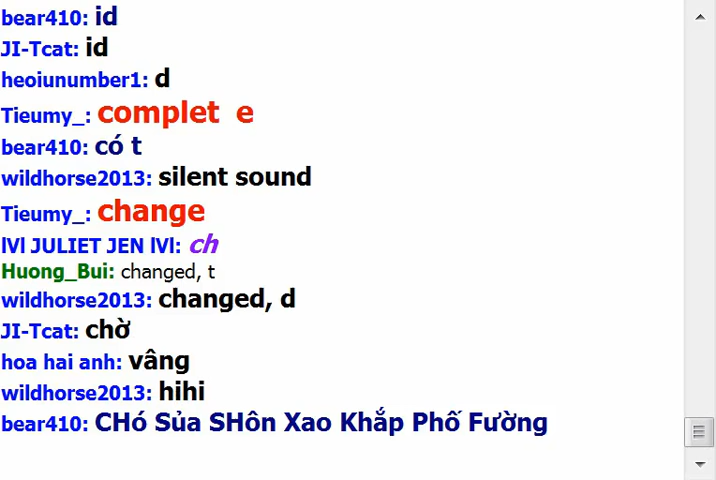 bear410: id
JI-Tcat: id
heoiunumber1: d
Tieumy_: complet e
bear410: có t
wildhorse2013: silent sound
Tieumy_: change
lVl JULIET JEN lVl: ch
Huong_Bui: changed, t
wildhorse2013: changed, d
JI-Tcat: chờ
hoa hai anh: vâng
wildhorse2013: hihi
bear410: CHó Sủa SHôn Xao Khắp Phố Fường